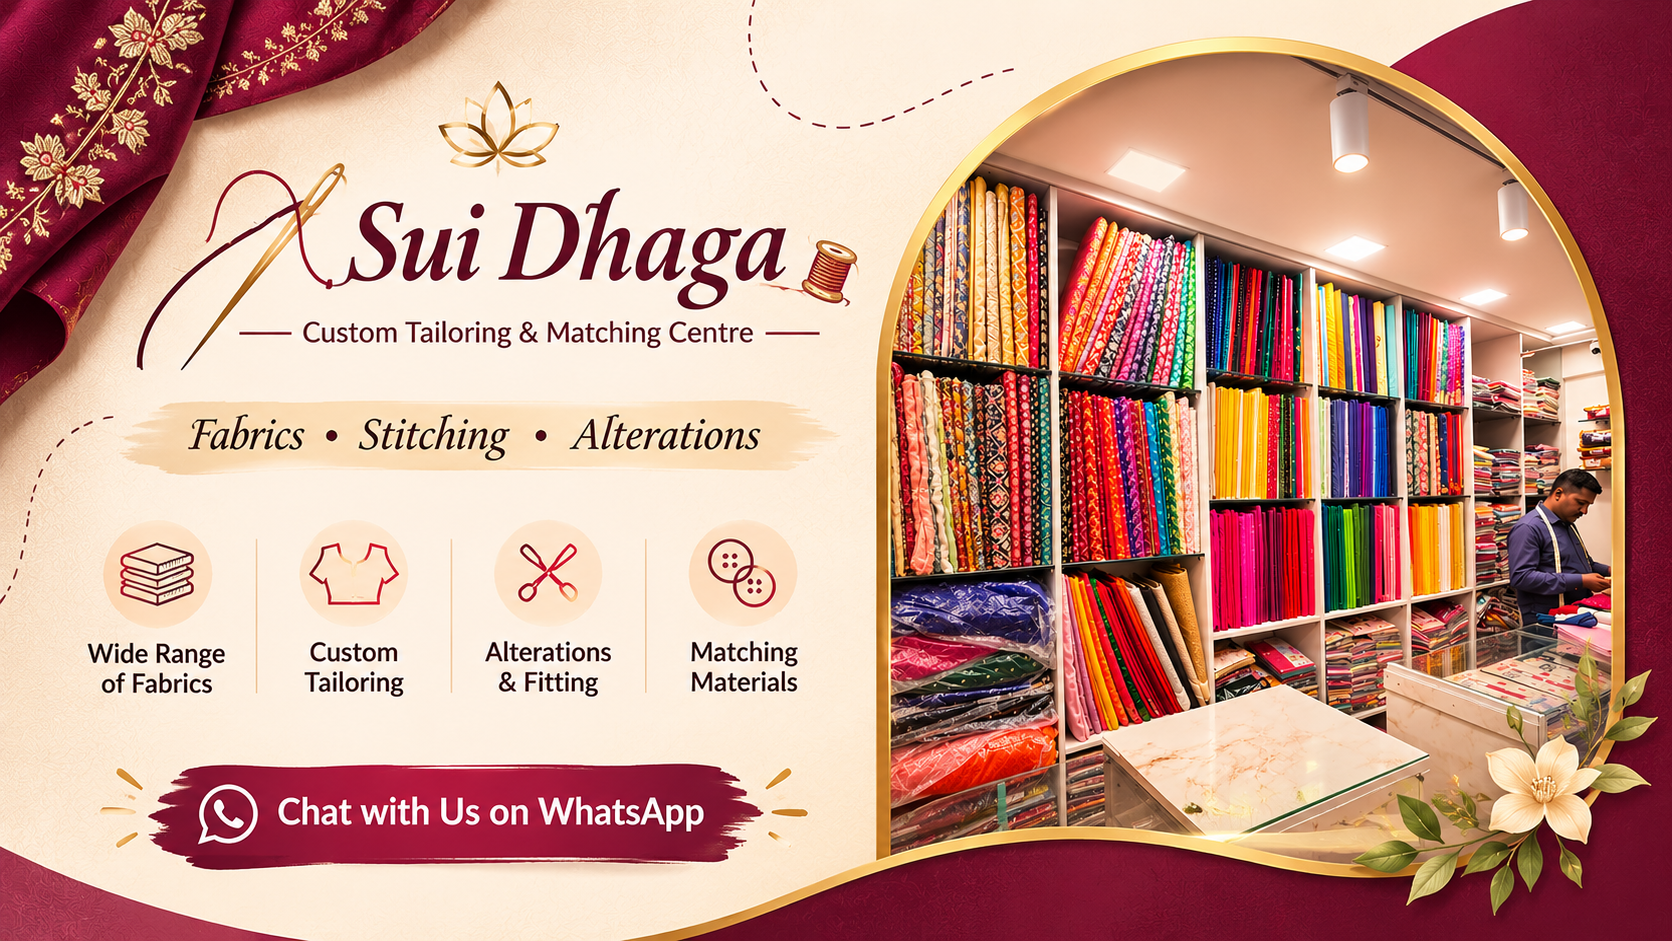 Sui Dhaga
Custom Tailoring & Matching Centre
Fabrics • Stitching • Alterations
Wide Range
of Fabrics
Custom
Tailoring
Alterations
& Fitting
Matching
Materials
Chat with Us on WhatsApp